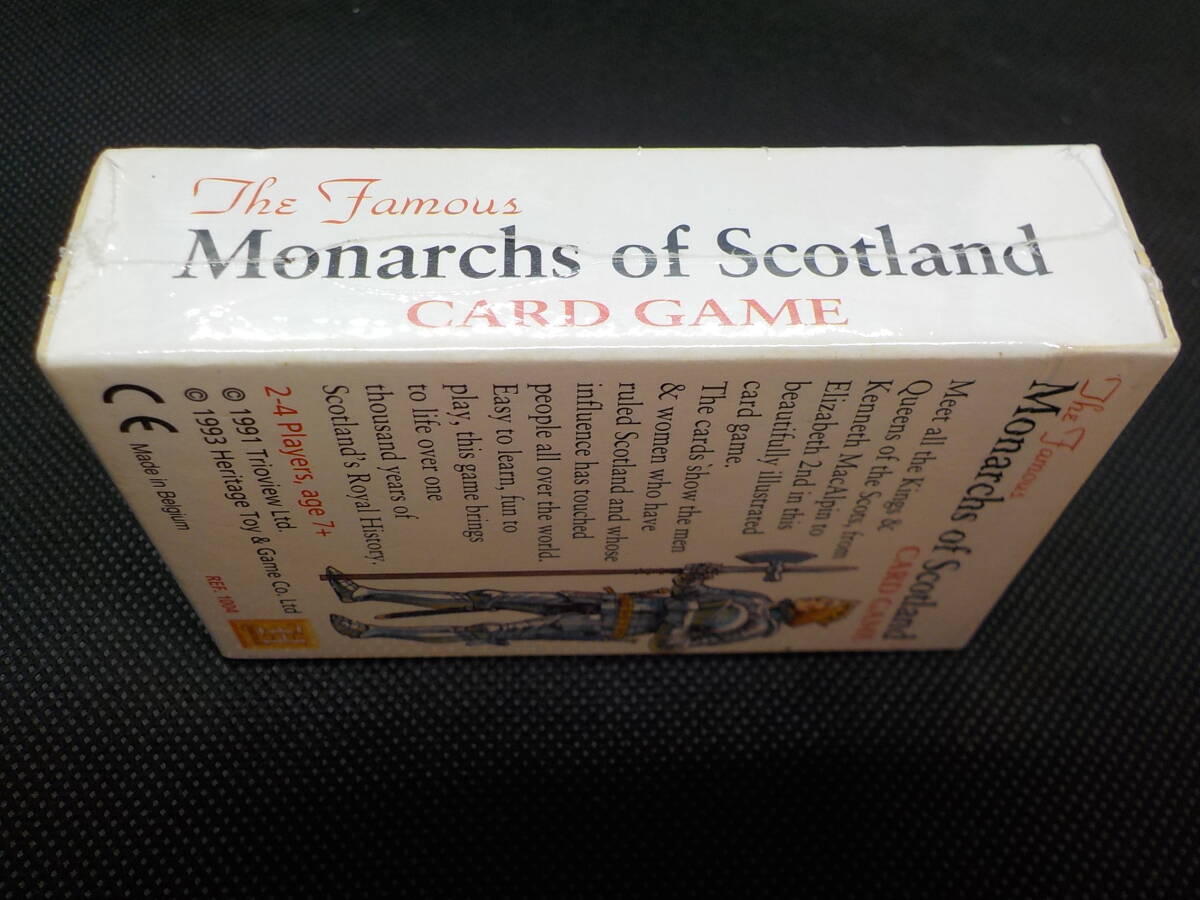 The Famous
Monarchs of Scotland
CARD GAME
The Famous
Monarchs of Scotland
CARD GAME
Meet all the Kings &
Queens of the Scots, from
Kenneth MacAlpin to
Elizabeth 2nd in this
beautifully illustrated
card game.
The cards show the men
& women who have
ruled Scotland and whose
influence has touched
people all over the world.
Easy to learn, fun to
play, this game brings
to life over one
thousand years of
Scotland's Royal History.
2-4 Players, age 7+
© 1991 Trioview Ltd.
© 1993 Heritage Toy & Game Co. Ltd
CE Made in Belgium
REF. 1004